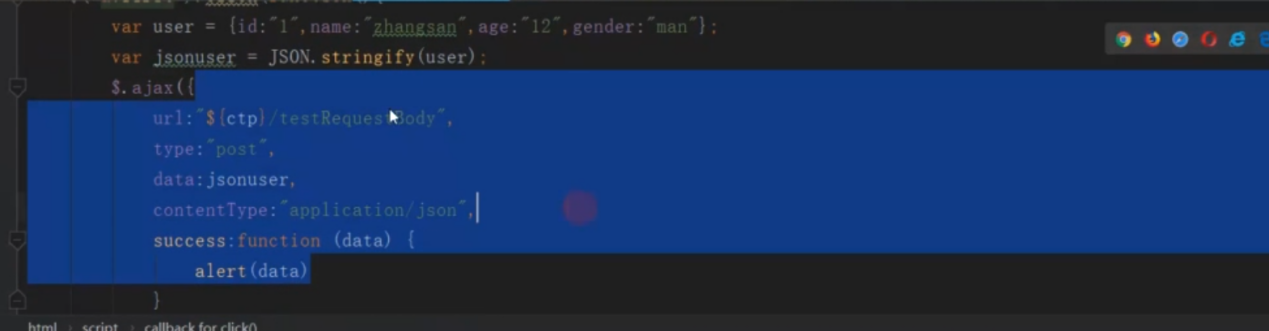 var user = {id:"1",name:"zhangsan",age:"12",gender:"man"};
var jsonuser = JSON.stringify(user);
$.ajax({
url:"${ctp}/testRequestBody",
type:"post",
data:jsonuser,
contentType:"application/json",
success:function (data) {
alert(data)
}
html script callback for click()